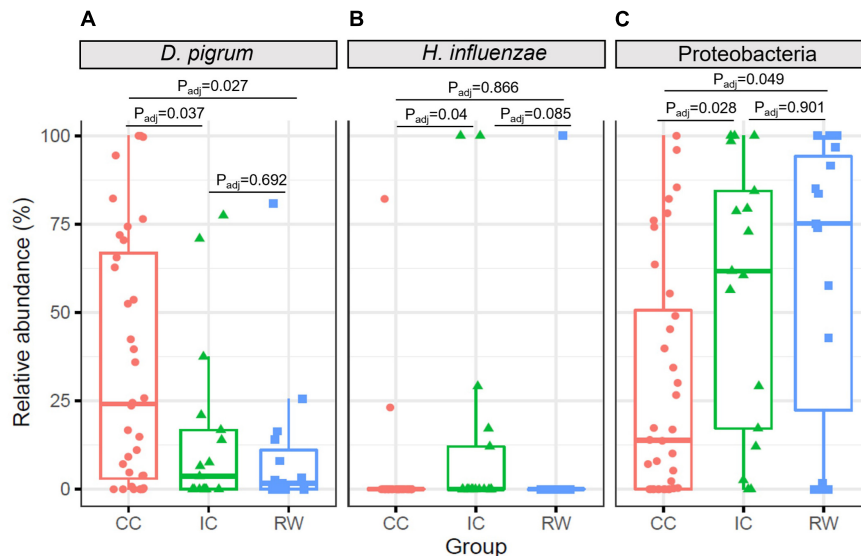 A
B
C
D. pigrum
H. influenzae
Proteobacteria
Padj=0.027
Padj=0.037
Padj=0.692
Padj=0.866
Padj=0.04
Padj=0.085
Padj=0.049
Padj=0.028
Padj=0.901
Relative abundance (%)
100
75
50
25
0
CC IC RW
CC IC RW
CC IC RW
Group